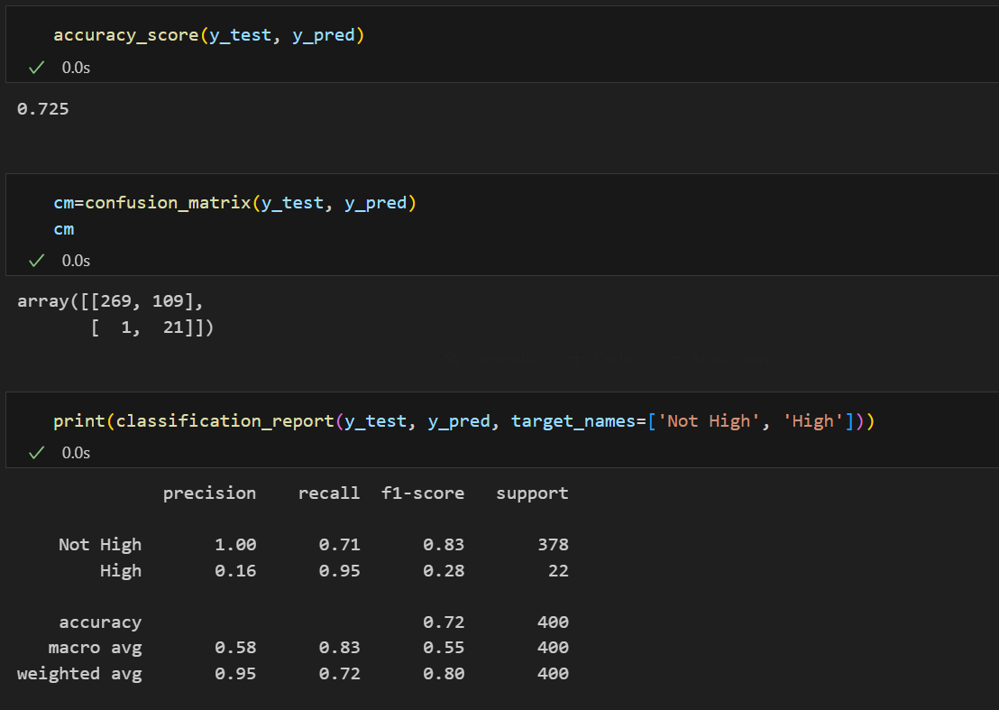 accuracy_score(y_test, y_pred)
0.0s
0.725
cm=confusion_matrix(y_test, y_pred)
cm
0.0s
array([[269, 109],
       [  1,  21]])
print(classification_report(y_test, y_pred, target_names=['Not High', 'High']))
0.0s
              precision    recall  f1-score   support
    Not High       1.00      0.71      0.83       378
        High       0.16      0.95      0.28        22
    accuracy                           0.72       400
   macro avg       0.58      0.83      0.55       400
weighted avg       0.95      0.72      0.80       400